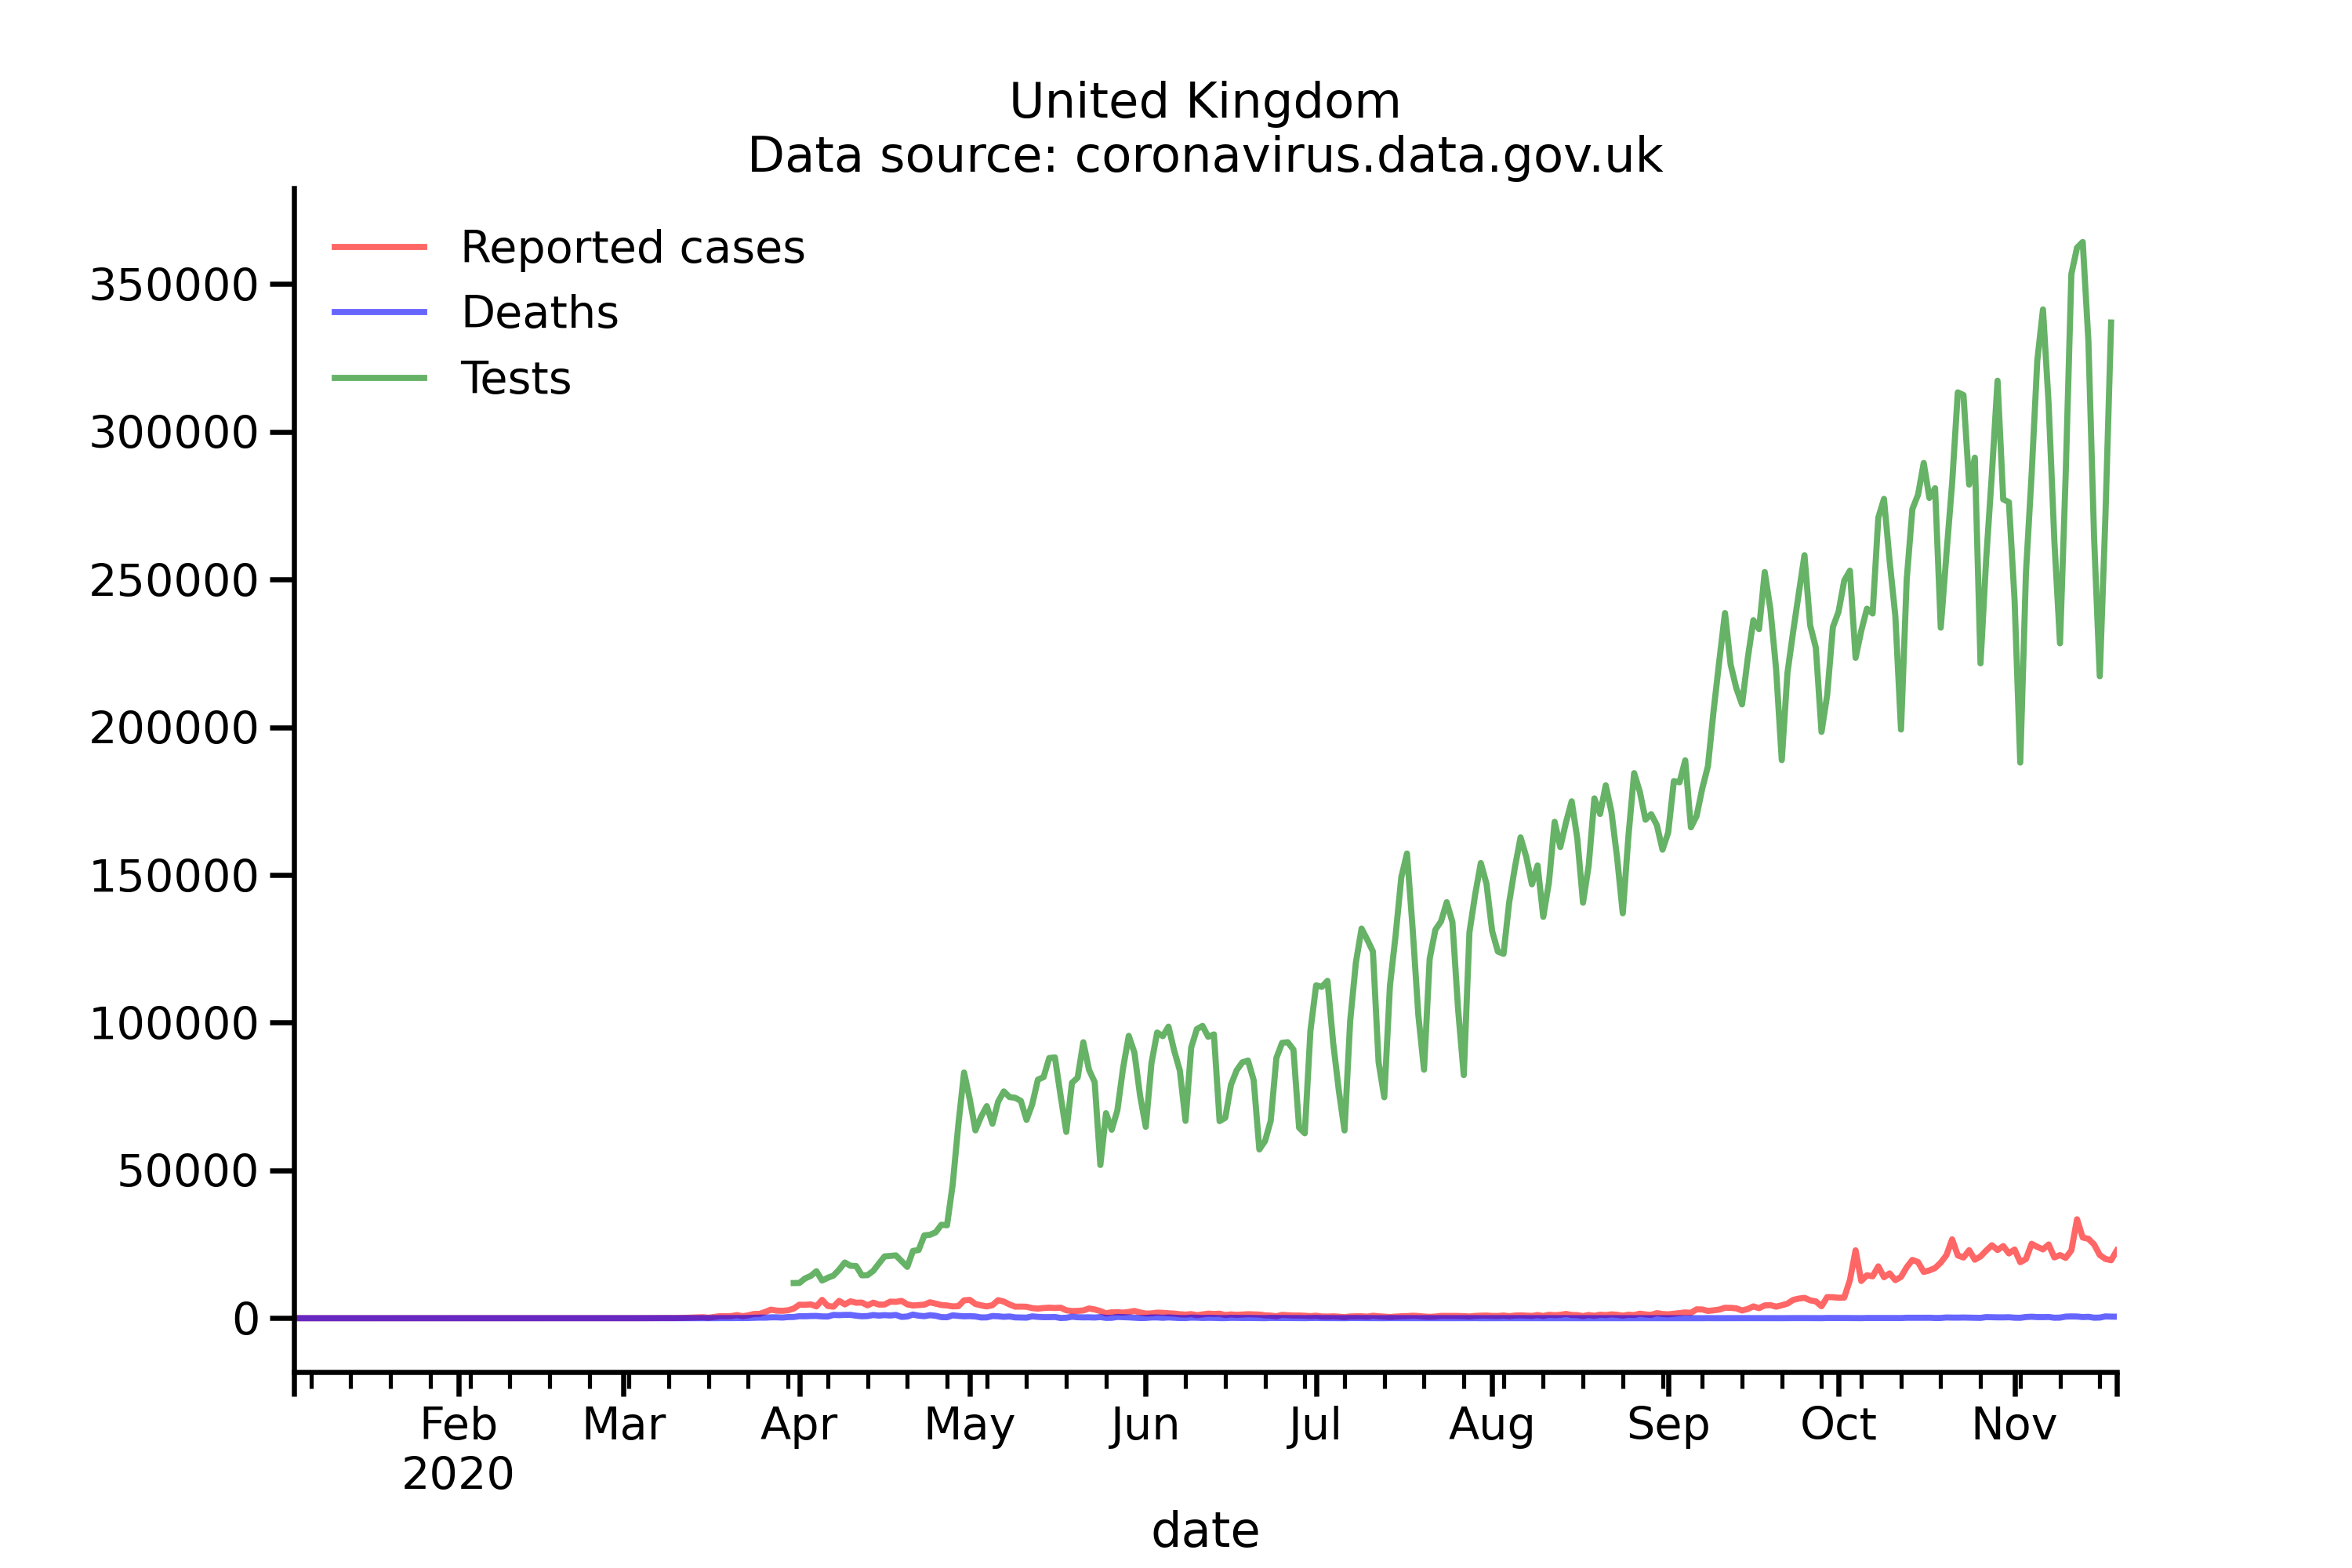 United Kingdom
Data source: coronavirus.data.gov.uk
Reported cases
Deaths
Tests
350000
300000
250000
200000
150000
100000
50000
0
Feb Mar Apr May Jun Jul Aug Sep Oct Nov
2020
date